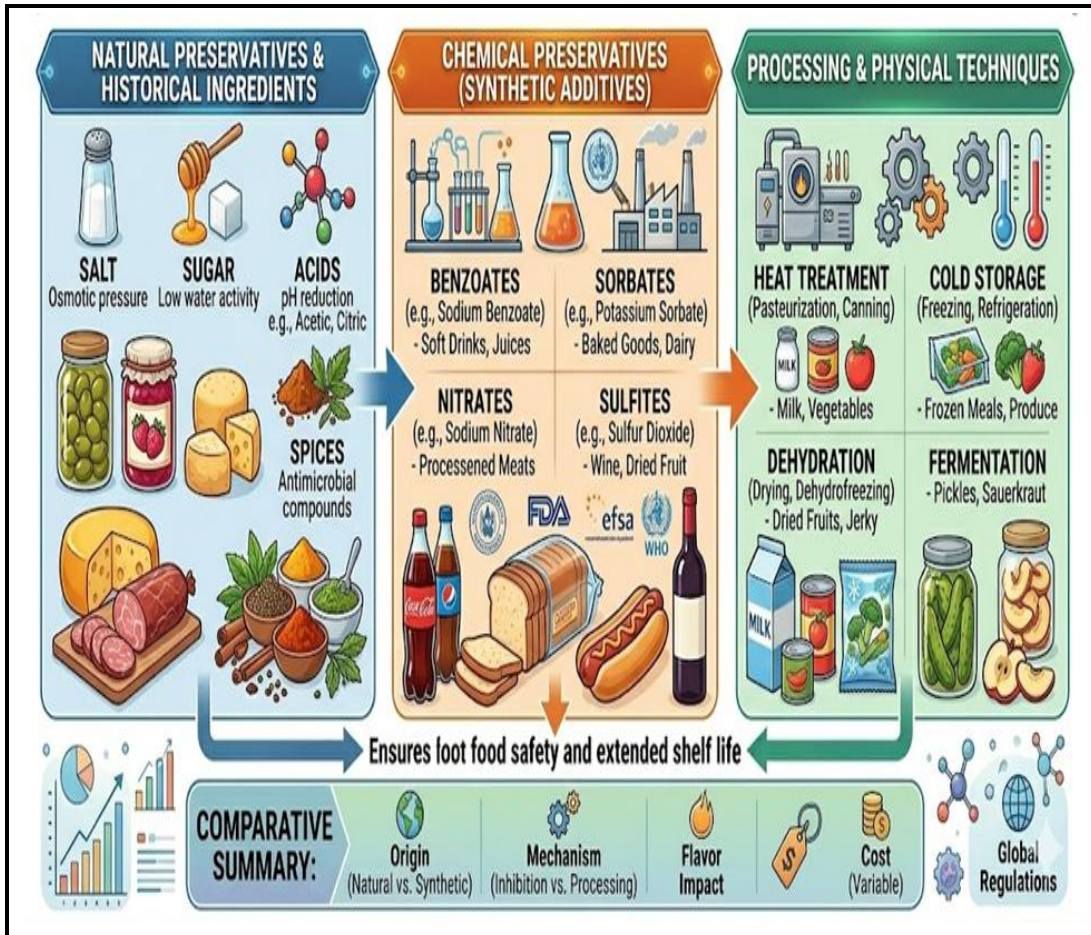 NATURAL PRESERVATIVES &
HISTORICAL INGREDIENTS
SALT
Osmotic pressure
SUGAR
Low water activity
ACIDS
pH reduction
e.g., Acetic, Citric
SPICES
Antimicrobial
compounds
CHEMICAL PRESERVATIVES
(SYNTHETIC ADDITIVES)
BENZOATES
(e.g., Sodium Benzoate)
- Soft Drinks, Juices
SORBATES
(e.g., Potassium Sorbate)
- Baked Goods, Dairy
NITRATES
(e.g., Sodium Nitrate)
- Processened Meats
SULFITES
(e.g., Sulfur Dioxide)
- Wine, Dried Fruit
FDA
efsa
WHO
Coca Cola
PROCESSING & PHYSICAL TECHNIQUES
HEAT TREATMENT
(Pasteurization, Canning)
MILK
- Milk, Vegetables
COLD STORAGE
(Freezing, Refrigeration)
- Frozen Meals, Produce
DEHYDRATION
(Drying, Dehydrofreezing)
- Dried Fruits, Jerky
MILK
FERMENTATION
- Pickles, Sauerkraut
Ensures foot food safety and extended shelf life
COMPARATIVE
SUMMARY:
Origin
(Natural vs. Synthetic)
Mechanism
(Inhibition vs. Processing)
Flavor
Impact
$
$
Cost
(Variable)
Global
Regulations